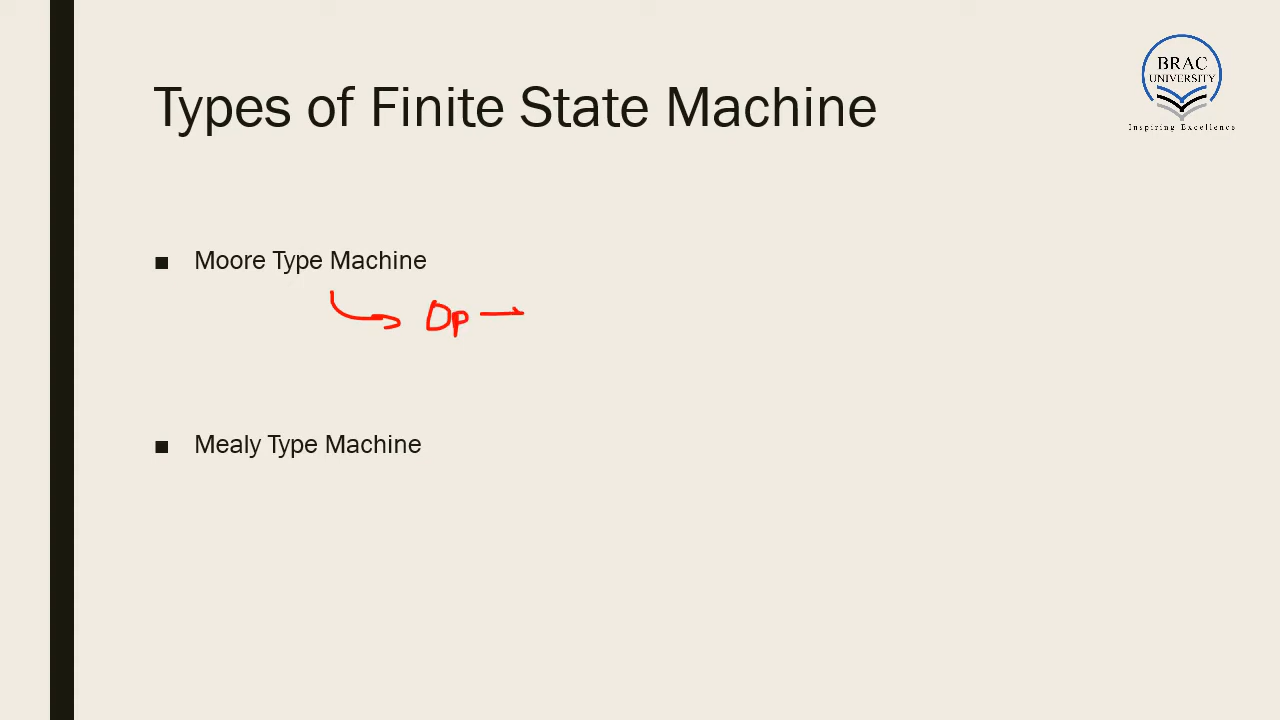 BRAC
UNIVERSITY
Inspiring Excellence
Types of Finite State Machine
■ Moore Type Machine
Op →
■ Mealy Type Machine